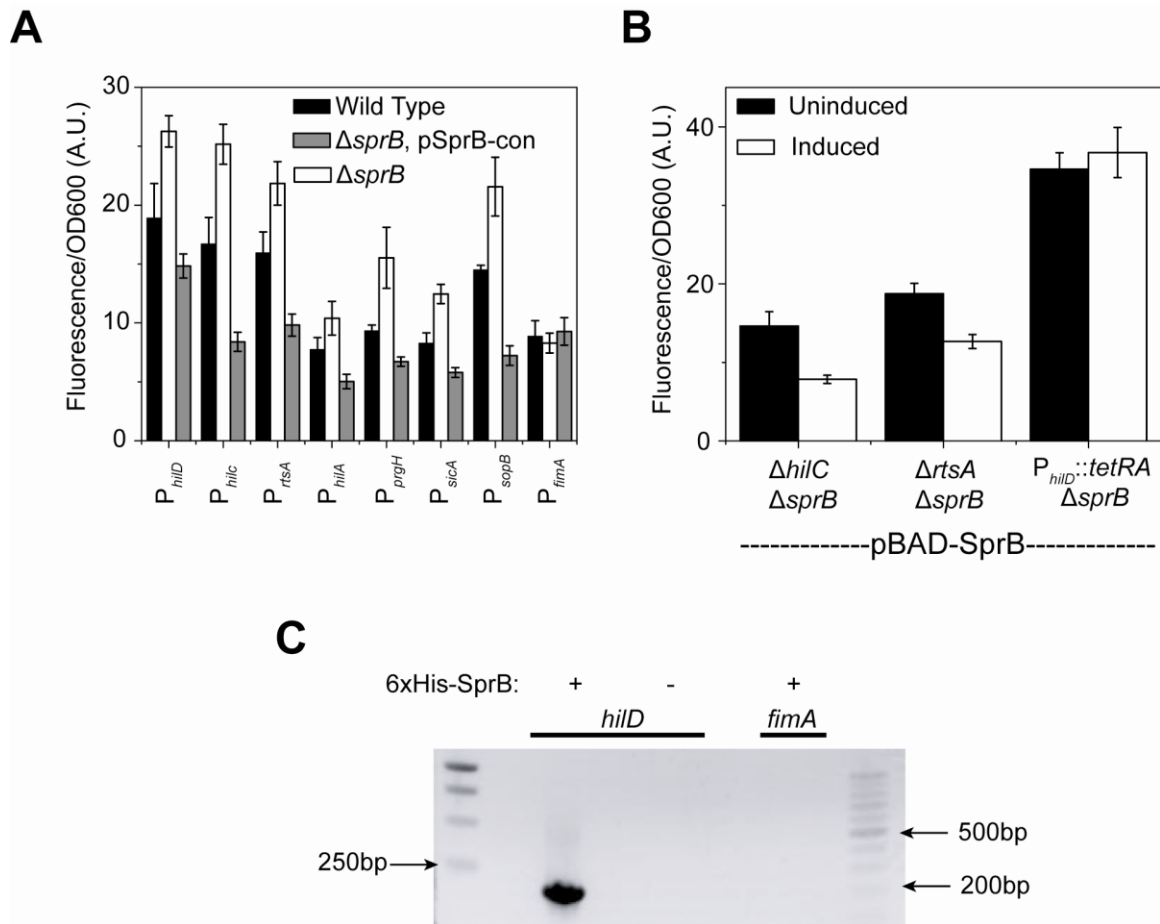 A
Fluorescence/OD600 (A.U.)
30
20
10
0
Wild Type
ΔsprB, pSprB-con
ΔsprB
PhilD
Philc
PrtsA
PhilA
PprgH
PsicA
PsopB
PfimA
B
Fluorescence/OD600 (A.U.)
40
20
0
Uninduced
Induced
ΔhilC
ΔsprB
ΔrtsA
ΔsprB
PhilD::tetRA
ΔsprB
--------------pBAD-SprB--------------
C
6xHis-SprB: + - +
hilD fimA
250bp
500bp
200bp